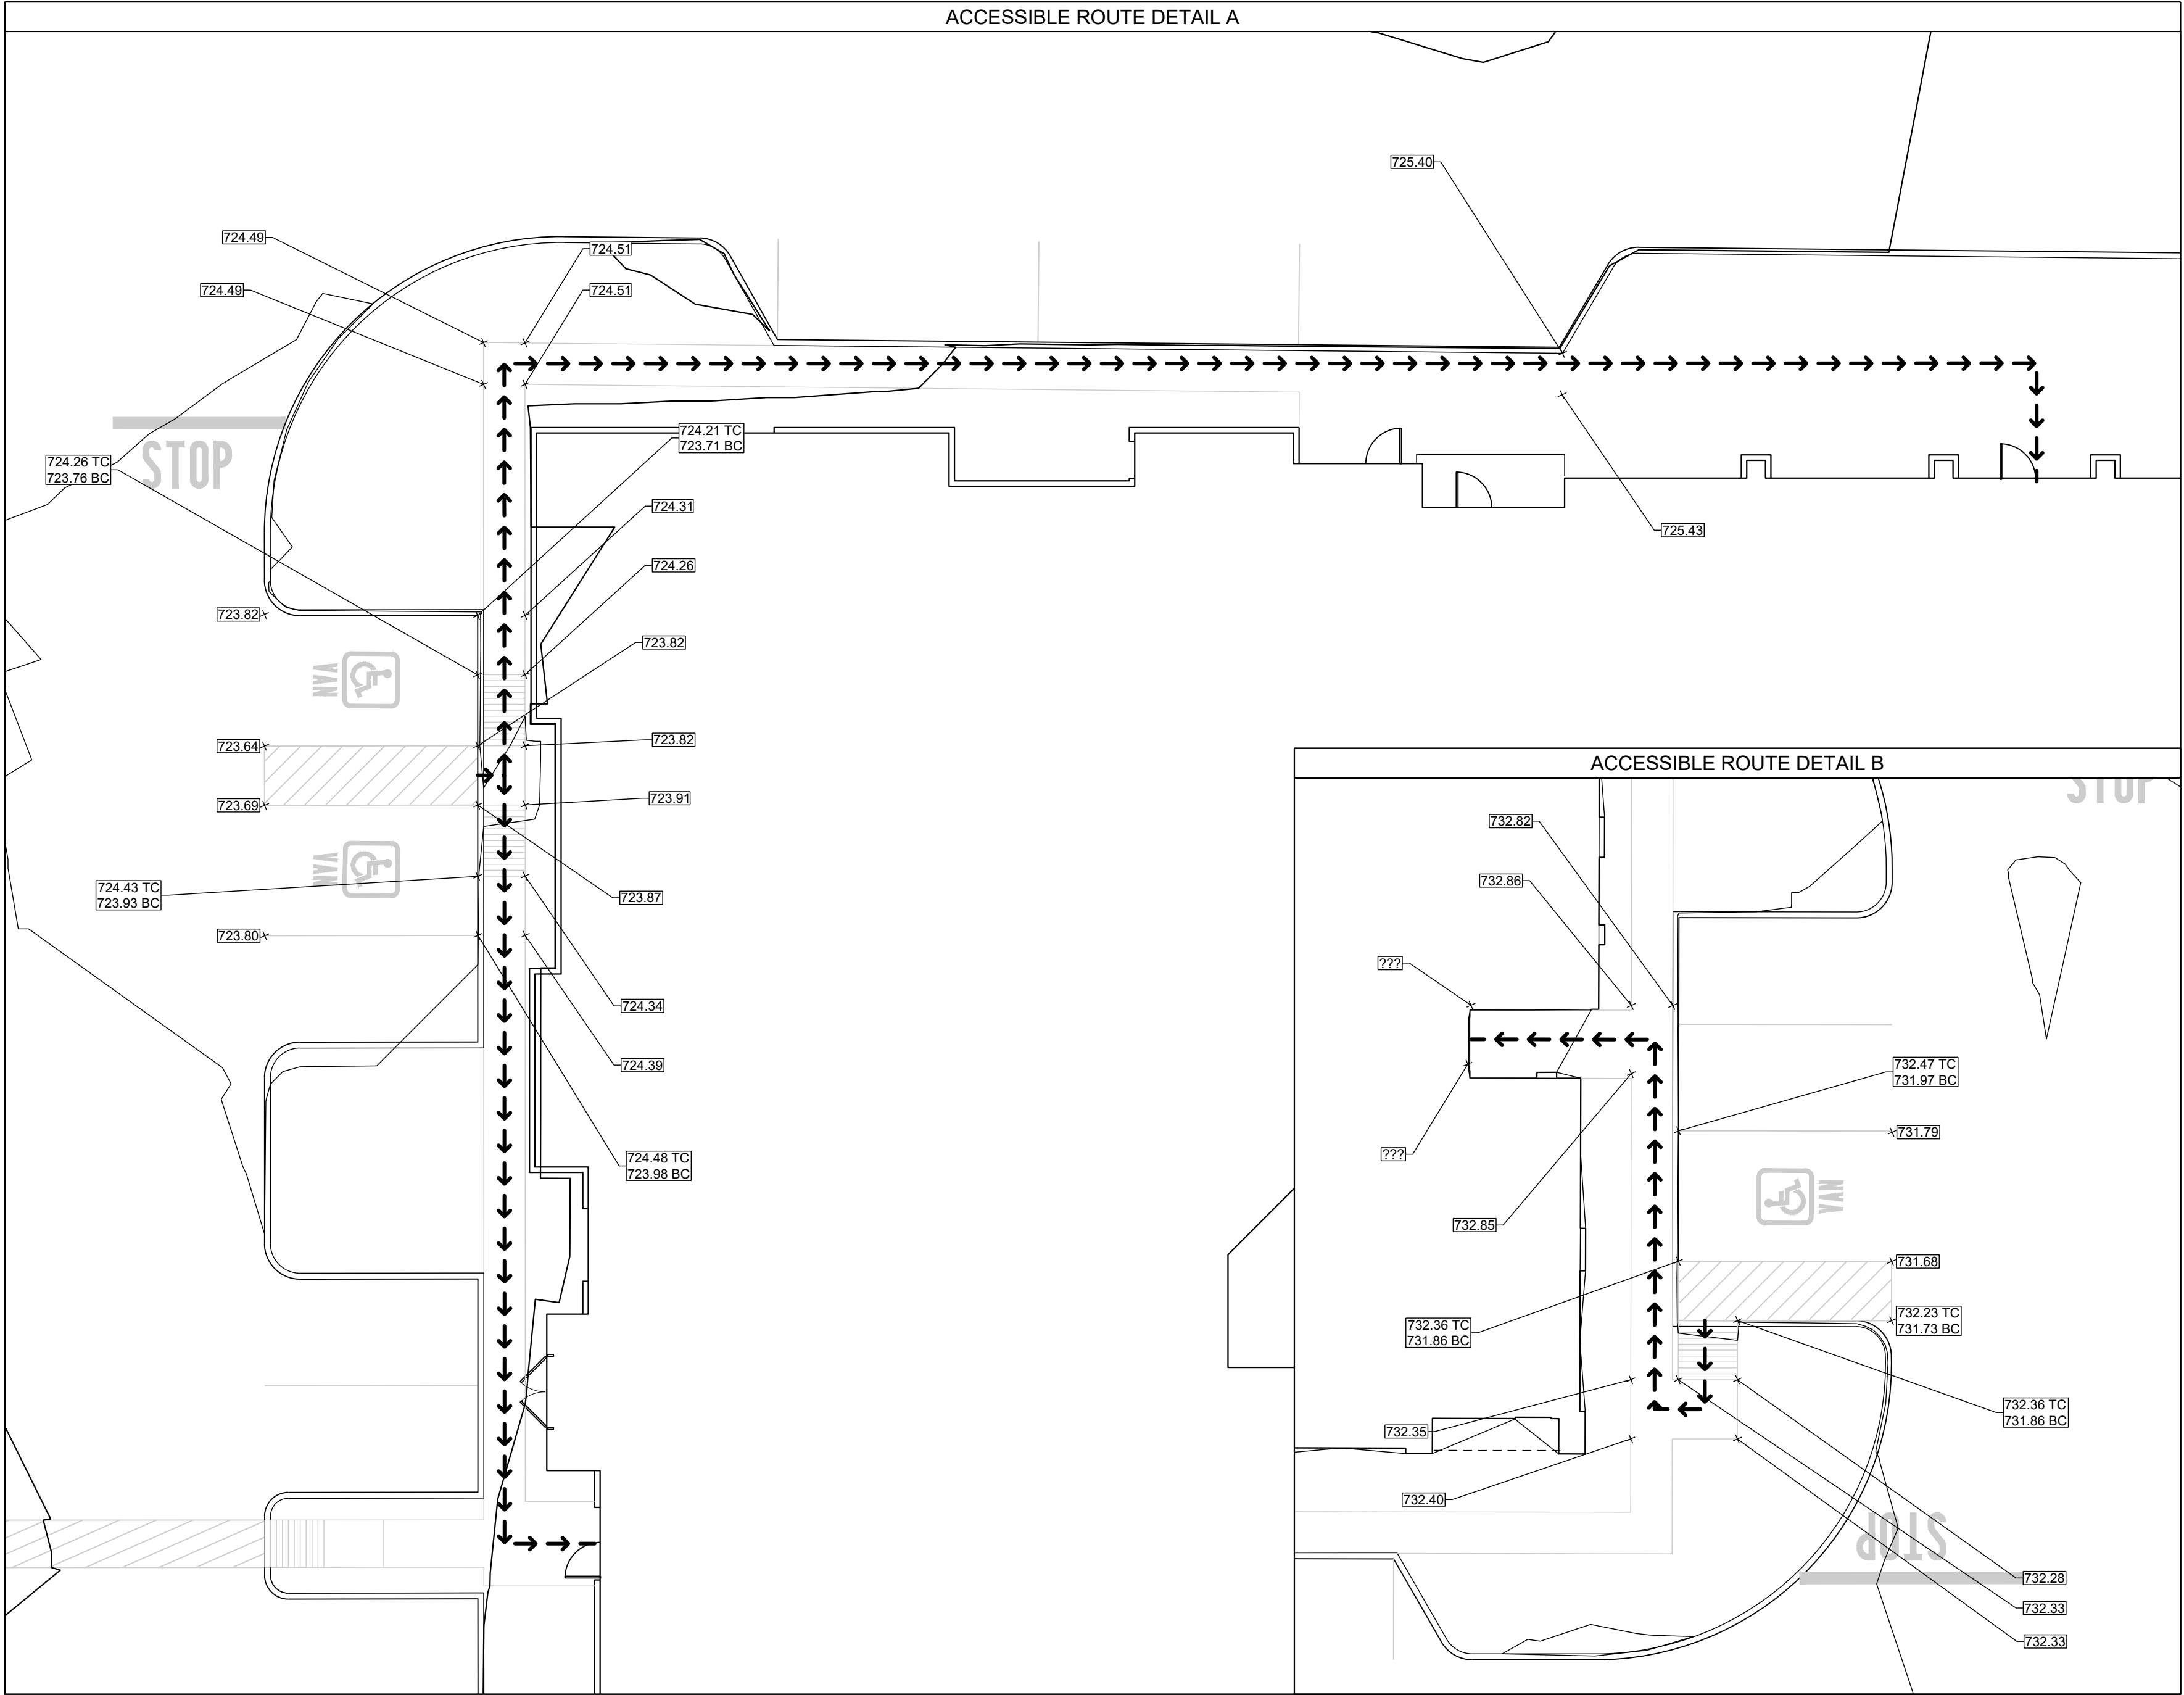 ACCESSIBLE ROUTE DETAIL A
725.40
724.49
724.51
724.49
724.51
STOP
724.26 TC
723.76 BC
724.21 TC
723.71 BC
724.31
725.43
724.26
723.82
723.82
VAN
723.64
723.82
723.69
723.91
VAN
724.43 TC
723.93 BC
723.87
723.80
724.34
724.39
724.48 TC
723.98 BC
ACCESSIBLE ROUTE DETAIL B
STOP
732.82
732.86
???
732.47 TC
731.97 BC
731.79
???
VAN
732.85
731.68
732.36 TC
731.86 BC
732.23 TC
731.73 BC
732.35
732.36 TC
731.86 BC
732.40
STOP
732.28
732.33
732.33